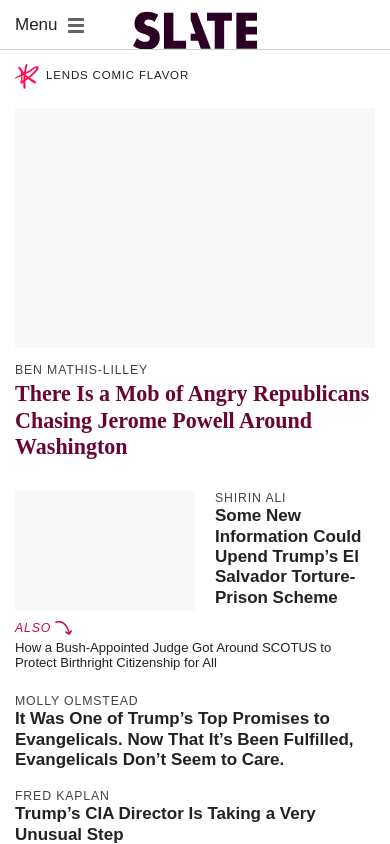 Menu
SLATE
LENDS COMIC FLAVOR
BEN MATHIS-LILLEY
There Is a Mob of Angry Republicans
Chasing Jerome Powell Around
Washington
SHIRIN ALI
Some New
Information Could
Upend Trump’s El
Salvador Torture-
Prison Scheme
ALSO
How a Bush-Appointed Judge Got Around SCOTUS to
Protect Birthright Citizenship for All
MOLLY OLMSTEAD
It Was One of Trump’s Top Promises to
Evangelicals. Now That It’s Been Fulfilled,
Evangelicals Don’t Seem to Care.
FRED KAPLAN
Trump’s CIA Director Is Taking a Very
Unusual Step